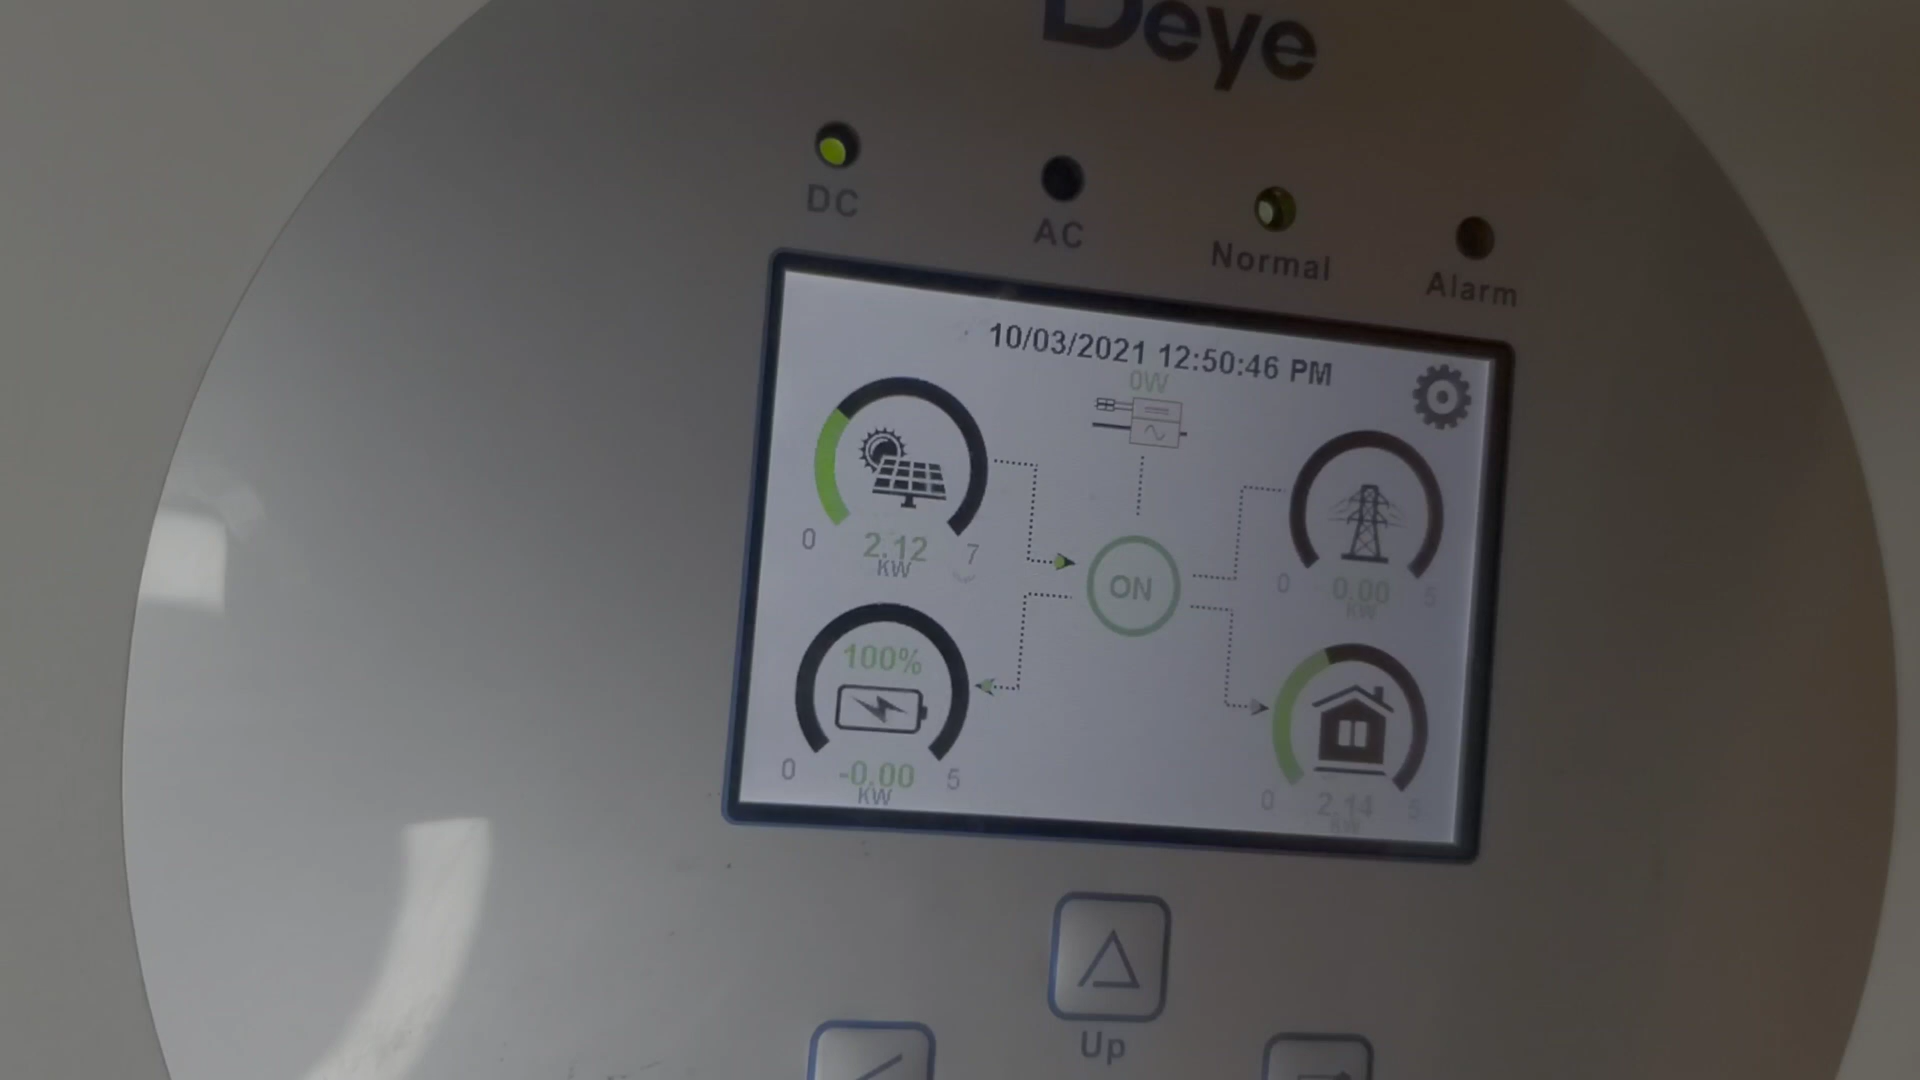 Deye
DC
AC
Normal
Alarm
10/03/2021 12:50:46 PM
0W
0 2.12 7
KW
ON
0 0.00 5
KW
100%
0 -0.00 5
KW
0 2.14 5
KW
Up